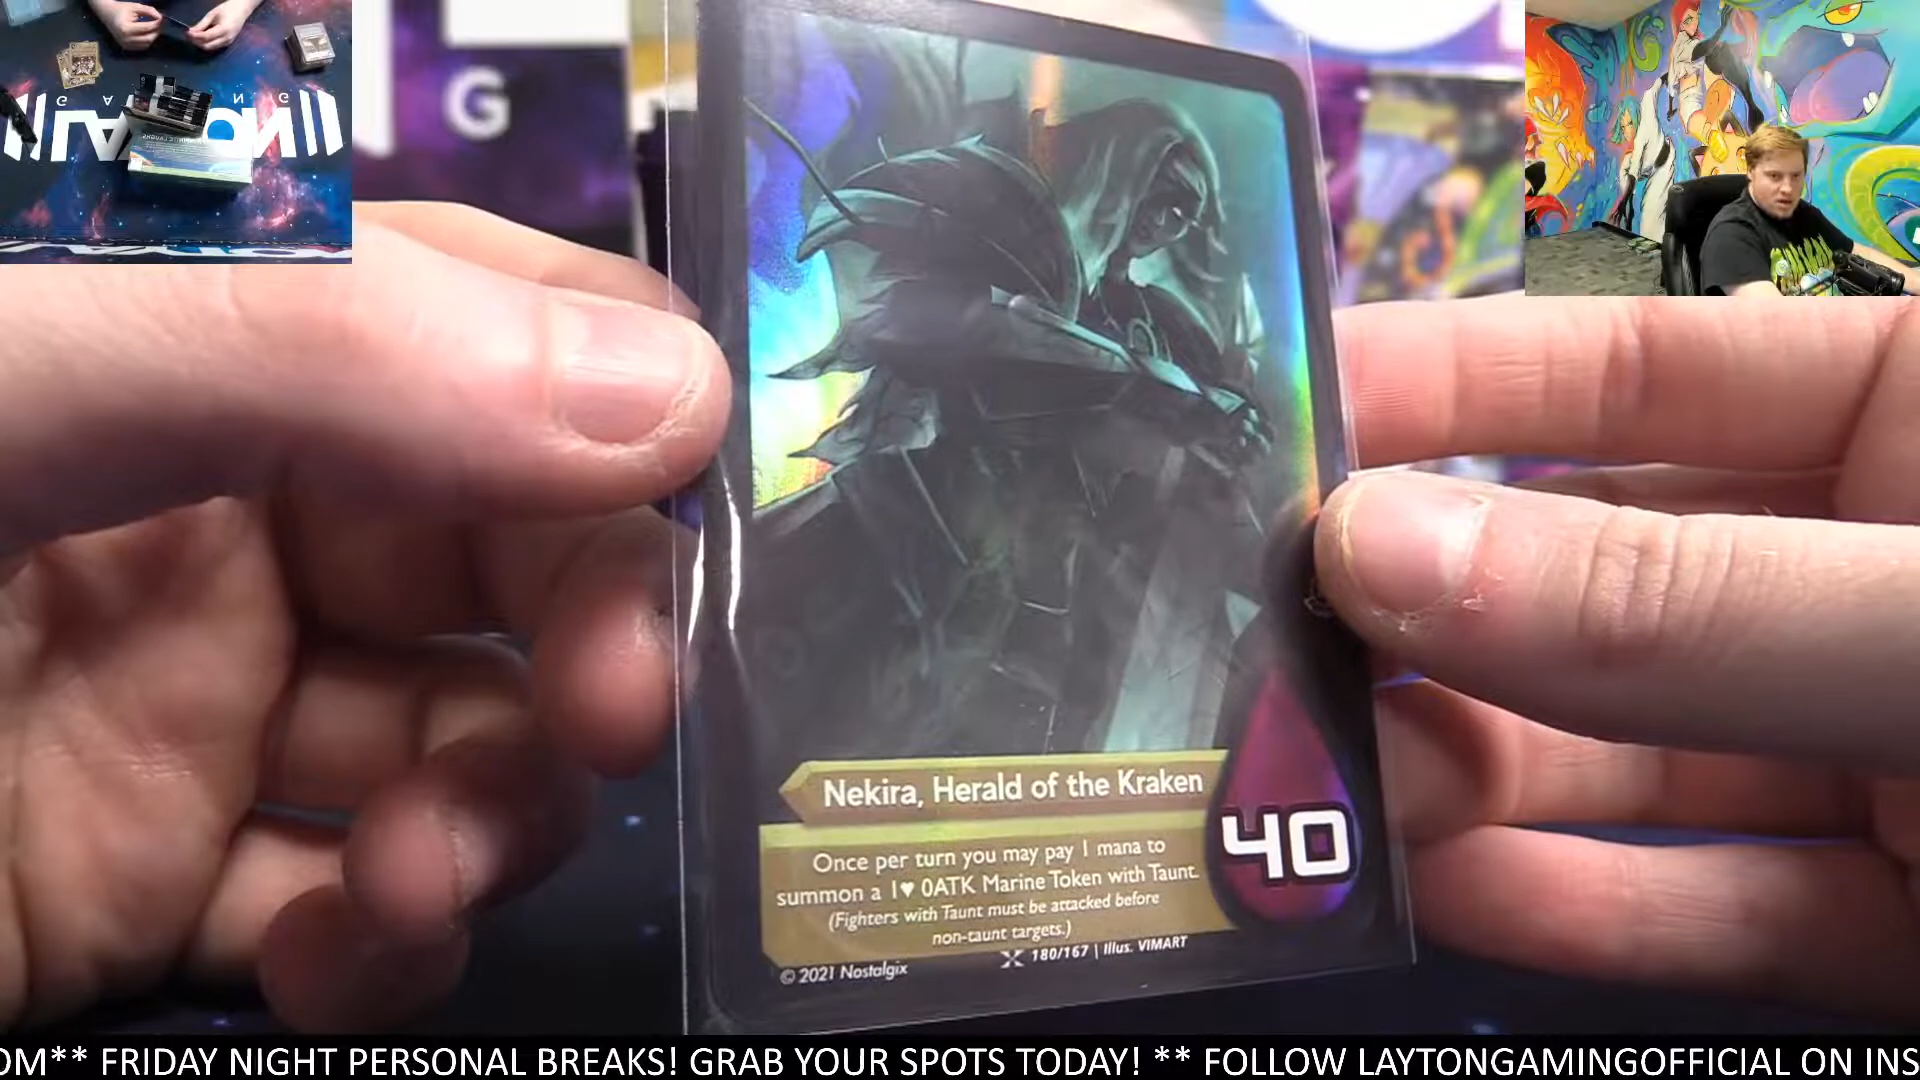 G
G A   N G
Nekira, Herald of the Kraken
Once per turn you may pay 1 mana to
summon a 1♥ 0ATK Marine Token with Taunt.
(Fighters with Taunt must be attacked before
non-taunt targets.)
40
180/167 | Illus. VIMART
© 2021 Nostalgix
OM** FRIDAY NIGHT PERSONAL BREAKS! GRAB YOUR SPOTS TODAY! ** FOLLOW LAYTONGAMINGOFFICIAL ON INS